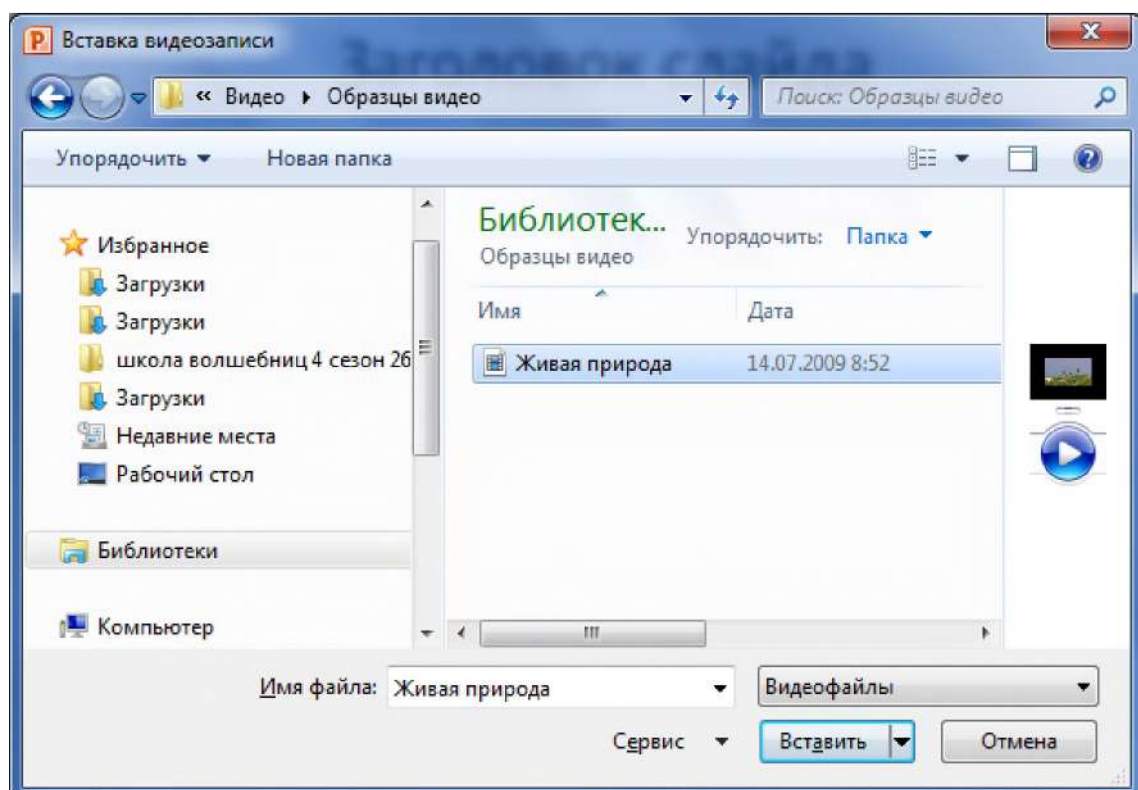 Вставка видеозаписи
Заголовок слайда
« Видео ▸ Образцы видео
Поиск: Образцы видео
Упорядочить ▼ Новая папка
Избранное
Загрузки
Загрузки
школа волшебниц 4 сезон 26
Загрузки
Недавние места
Рабочий стол
Библиотеки
Компьютер
Библиотек...
Образцы видео
Упорядочить: Папка ▼
Имя Дата
Живая природа 14.07.2009 8:52
Имя файла: Живая природа
Видеофайлы
Сервис ▼ Вставить Отмена